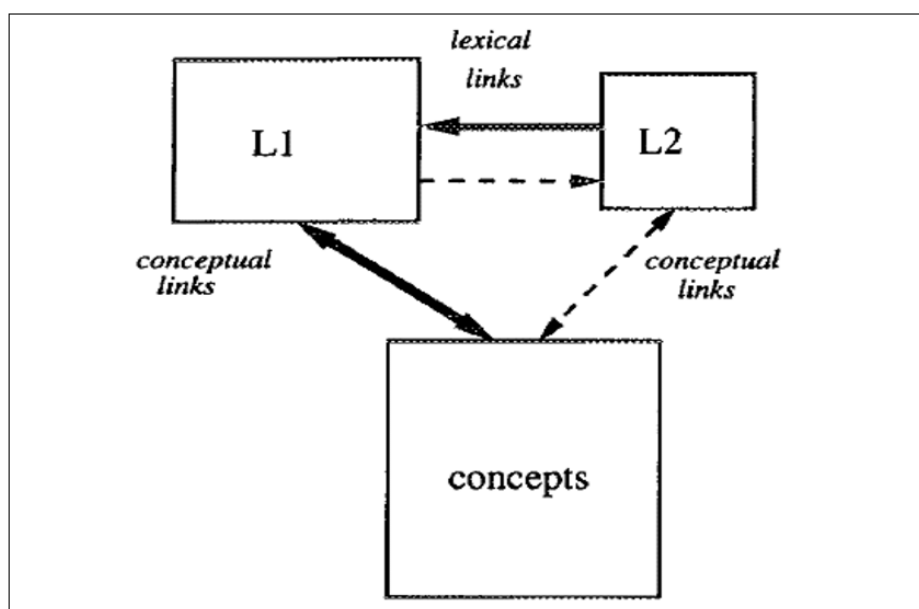 lexical
links
L1
L2
conceptual
links
conceptual
links
concepts